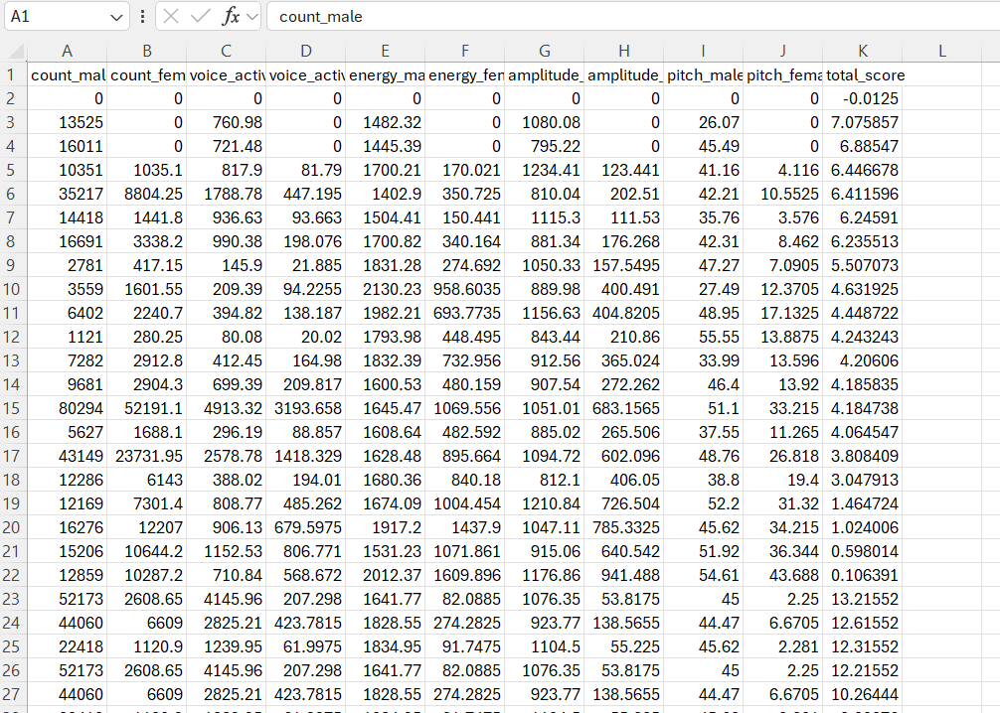 A1 fx count_male
A B C D E F G H I J K L
1 count_mal count_fem voice_activ voice_activ energy_ma energy_fen amplitude_ amplitude_ pitch_male pitch_fema total_score
2 0 0 0 0 0 0 0 0 0 0 -0.0125
3 13525 0 760.98 0 1482.32 0 1080.08 0 26.07 0 7.075857
4 16011 0 721.48 0 1445.39 0 795.22 0 45.49 0 6.88547
5 10351 1035.1 817.9 81.79 1700.21 170.021 1234.41 123.441 41.16 4.116 6.446678
6 35217 8804.25 1788.78 447.195 1402.9 350.725 810.04 202.51 42.21 10.5525 6.411596
7 14418 1441.8 936.63 93.663 1504.41 150.441 1115.3 111.53 35.76 3.576 6.24591
8 16691 3338.2 990.38 198.076 1700.82 340.164 881.34 176.268 42.31 8.462 6.235513
9 2781 417.15 145.9 21.885 1831.28 274.692 1050.33 157.5495 47.27 7.0905 5.507073
10 3559 1601.55 209.39 94.2255 2130.23 958.6035 889.98 400.491 27.49 12.3705 4.631925
11 6402 2240.7 394.82 138.187 1982.21 693.7735 1156.63 404.8205 48.95 17.1325 4.448722
12 1121 280.25 80.08 20.02 1793.98 448.495 843.44 210.86 55.55 13.8875 4.243243
13 7282 2912.8 412.45 164.98 1832.39 732.956 912.56 365.024 33.99 13.596 4.20606
14 9681 2904.3 699.39 209.817 1600.53 480.159 907.54 272.262 46.4 13.92 4.185835
15 80294 52191.1 4913.32 3193.658 1645.47 1069.556 1051.01 683.1565 51.1 33.215 4.184738
16 5627 1688.1 296.19 88.857 1608.64 482.592 885.02 265.506 37.55 11.265 4.064547
17 43149 23731.95 2578.78 1418.329 1628.48 895.664 1094.72 602.096 48.76 26.818 3.808409
18 12286 6143 388.02 194.01 1680.36 840.18 812.1 406.05 38.8 19.4 3.047913
19 12169 7301.4 808.77 485.262 1674.09 1004.454 1210.84 726.504 52.2 31.32 1.464724
20 16276 12207 906.13 679.5975 1917.2 1437.9 1047.11 785.3325 45.62 34.215 1.024006
21 15206 10644.2 1152.53 806.771 1531.23 1071.861 915.06 640.542 51.92 36.344 0.598014
22 12859 10287.2 710.84 568.672 2012.37 1609.896 1176.86 941.488 54.61 43.688 0.106391
23 52173 2608.65 4145.96 207.298 1641.77 82.0885 1076.35 53.8175 45 2.25 13.21552
24 44060 6609 2825.21 423.7815 1828.55 274.2825 923.77 138.5655 44.47 6.6705 12.61552
25 22418 1120.9 1239.95 61.9975 1834.95 91.7475 1104.5 55.225 45.62 2.281 12.31552
26 52173 2608.65 4145.96 207.298 1641.77 82.0885 1076.35 53.8175 45 2.25 12.21552
27 44060 6609 2825.21 423.7815 1828.55 274.2825 923.77 138.5655 44.47 6.6705 10.26444